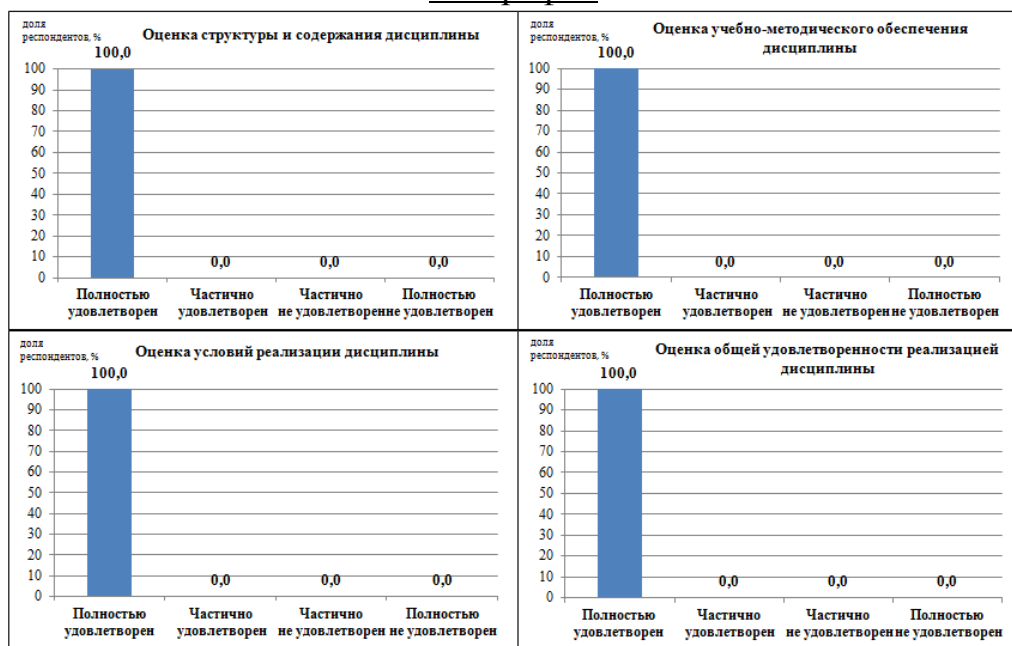 доля
респондентов, %
Оценка структуры и содержания дисциплины
100,0
100
90
80
70
60
50
40
30
20
10
0
0,0 0,0 0,0
Полностью удовлетворен
Частично удовлетворен
Частично не удовлетворен
Полностью не удовлетворен
доля
респондентов, %
Оценка учебно-методического обеспечения
дисциплины
100,0
100
90
80
70
60
50
40
30
20
10
0
0,0 0,0 0,0
Полностью удовлетворен
Частично удовлетворен
Частично не удовлетворен
Полностью не удовлетворен
доля
респондентов, %
Оценка условий реализации дисциплины
100,0
100
90
80
70
60
50
40
30
20
10
0
0,0 0,0 0,0
Полностью удовлетворен
Частично удовлетворен
Частично не удовлетворен
Полностью не удовлетворен
доля
респондентов, %
Оценка общей удовлетворенности реализацией
дисциплины
100,0
100
90
80
70
60
50
40
30
20
10
0
0,0 0,0 0,0
Полностью удовлетворен
Частично удовлетворен
Частично не удовлетворен
Полностью не удовлетворен